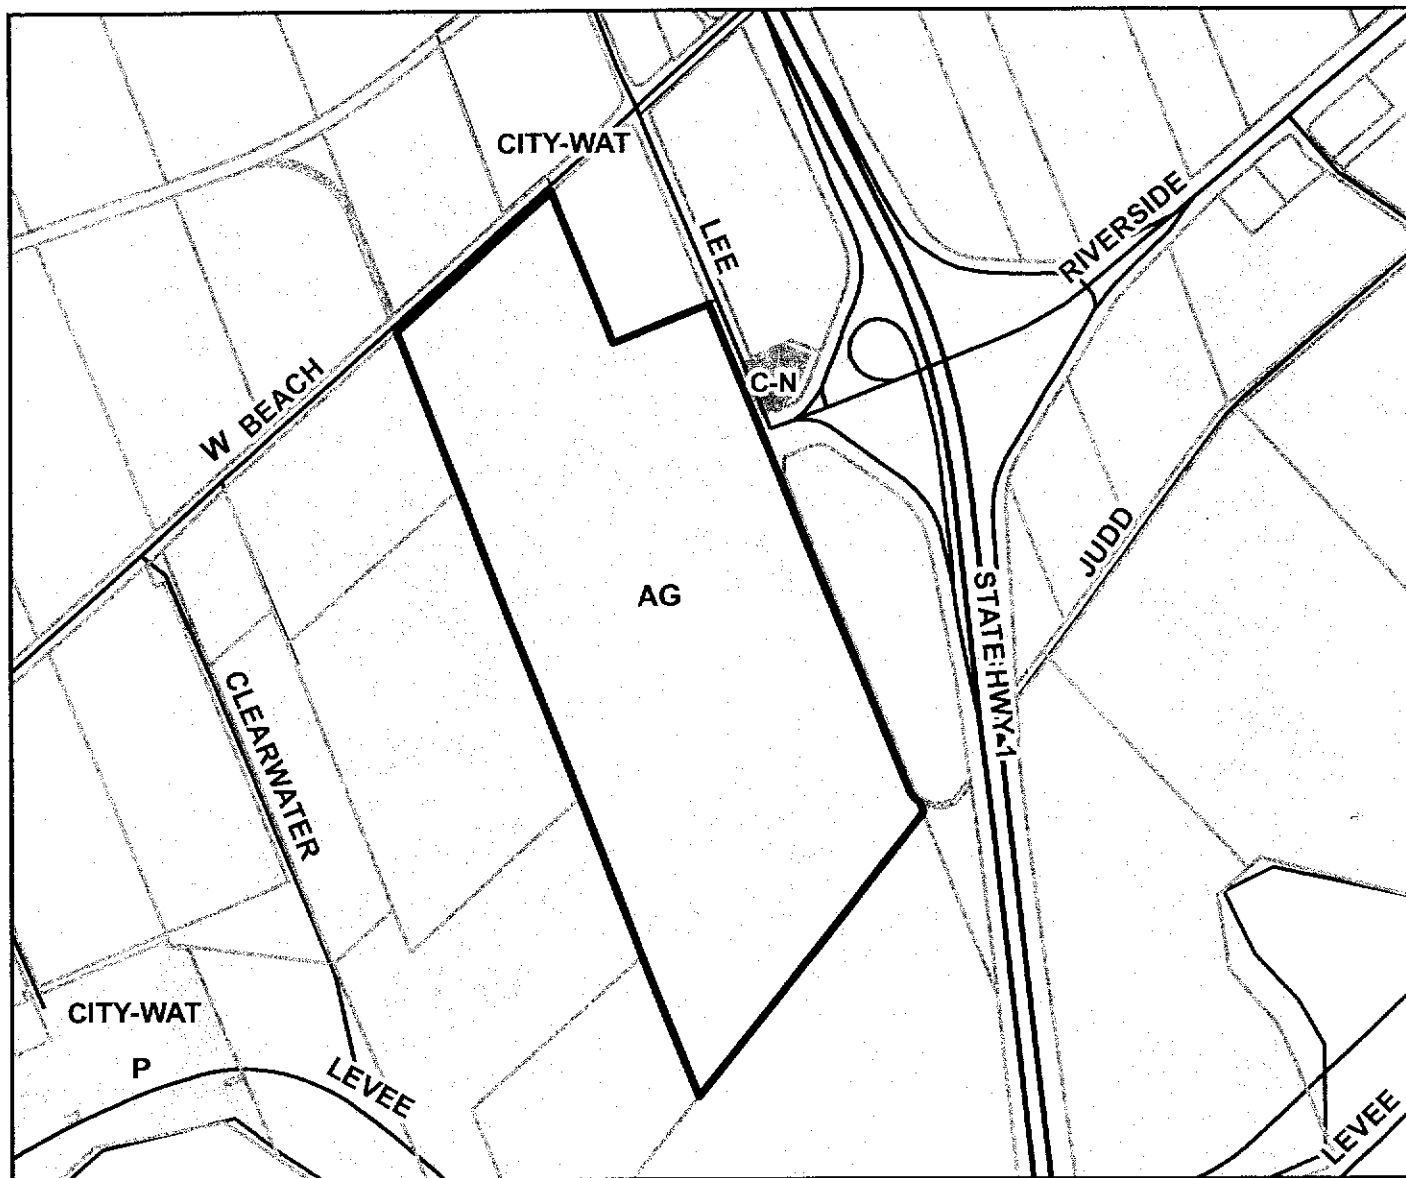 CITY-WAT
LEE
RIVERSIDE
W BEACH
C-N
JUDD
AG
STATE HWY 1
CLEARWATER
CITY-WAT
P
LEVEE
LEVEE